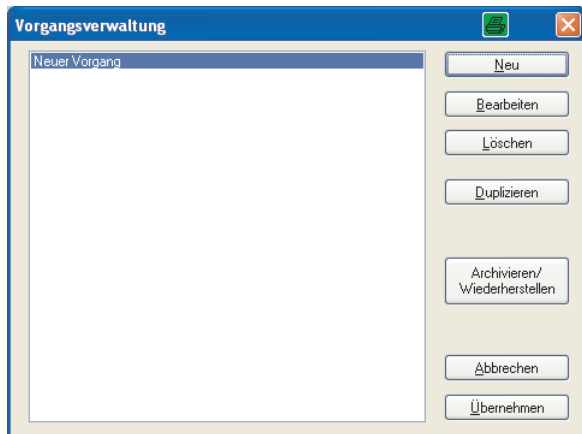 Vorgangsverwaltung
Neuer Vorgang
Neu
Bearbeiten
Löschen
Duplizieren
Archivieren/
Wiederherstellen
Abbrechen
Übernehmen